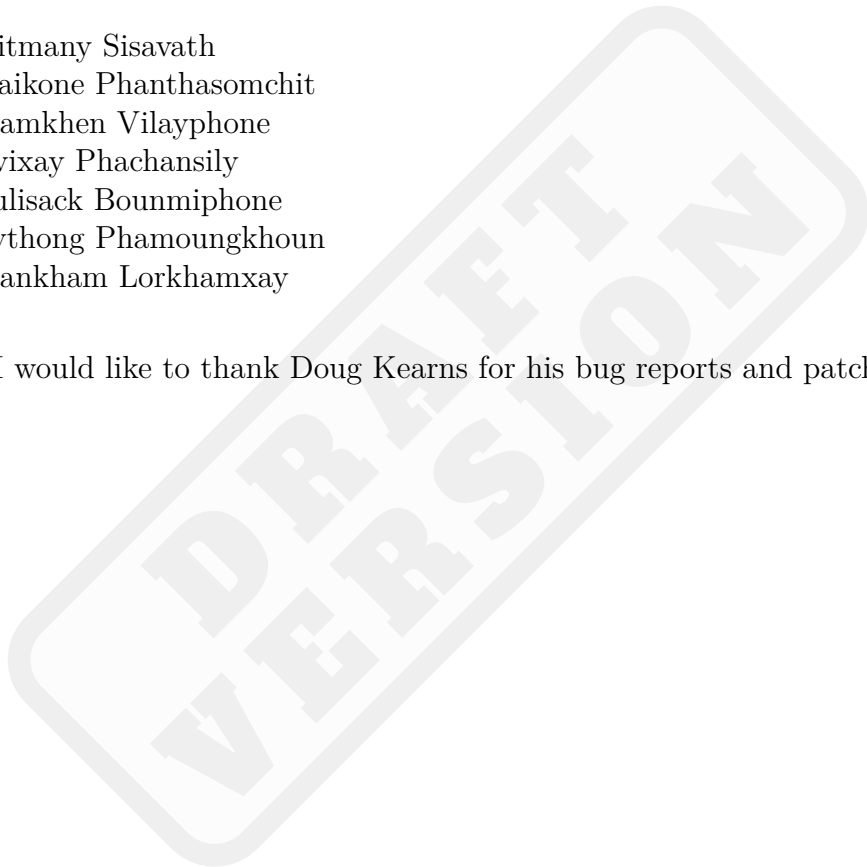 itmany Sisavath
aikone Phanthasomchit
amkhen Vilayphone
vixay Phachansily
ulisack Bounmiphone
ythong Phamoungkhoun
ankham Lorkhamxay
I would like to thank Doug Kearns for his bug reports and patch
DRAFT
VERSION